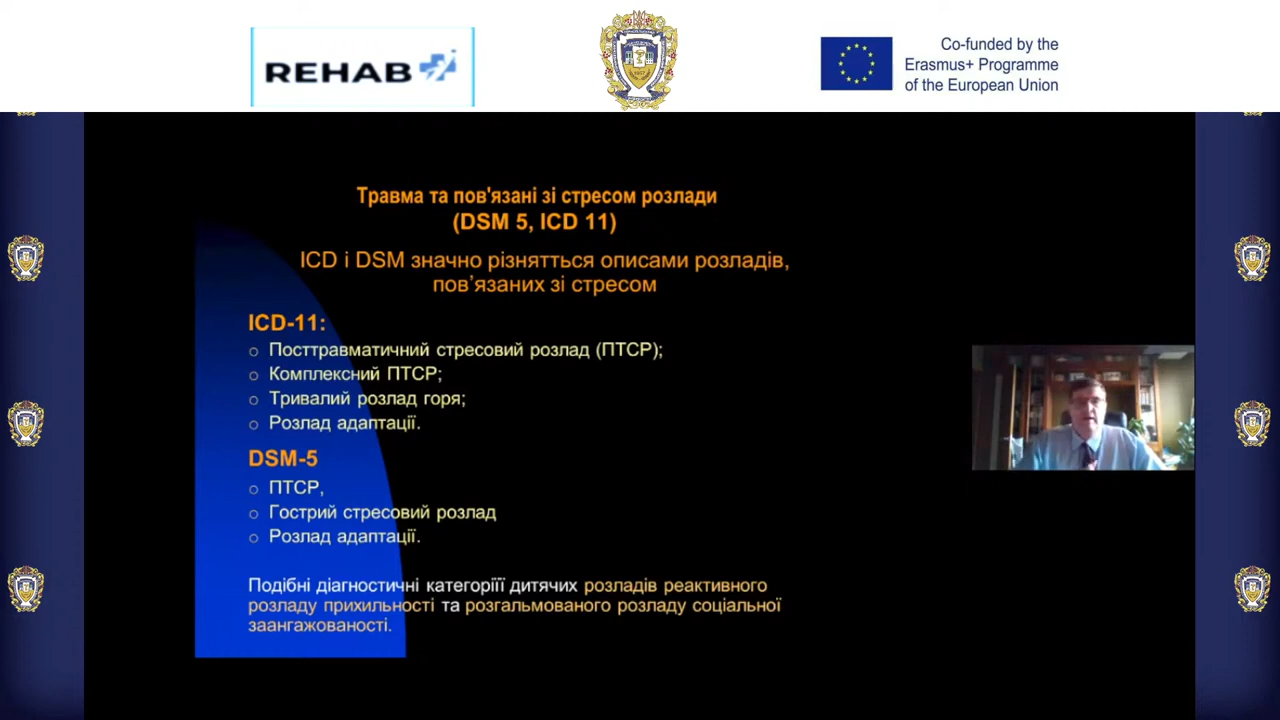 REHAB
Co-funded by the
Erasmus+ Programme
of the European Union
Травма та пов'язані зі стресом розлади
(DSM 5, ICD 11)
ICD і DSM значно різнятться описами розладів,
пов’язаних зі стресом
ICD-11:
Посттравматичний стресовий розлад (ПТСР);
Комплексний ПТСР;
Тривалий розлад горя;
Розлад адаптації.
DSM-5
ПТСР,
Гострий стресовий розлад
Розлад адаптації.
Подібні діагностичні категоріїї дитячих розладів реактивного
розладу прихильності та розгальмованого розладу соціальної
заангажованості.